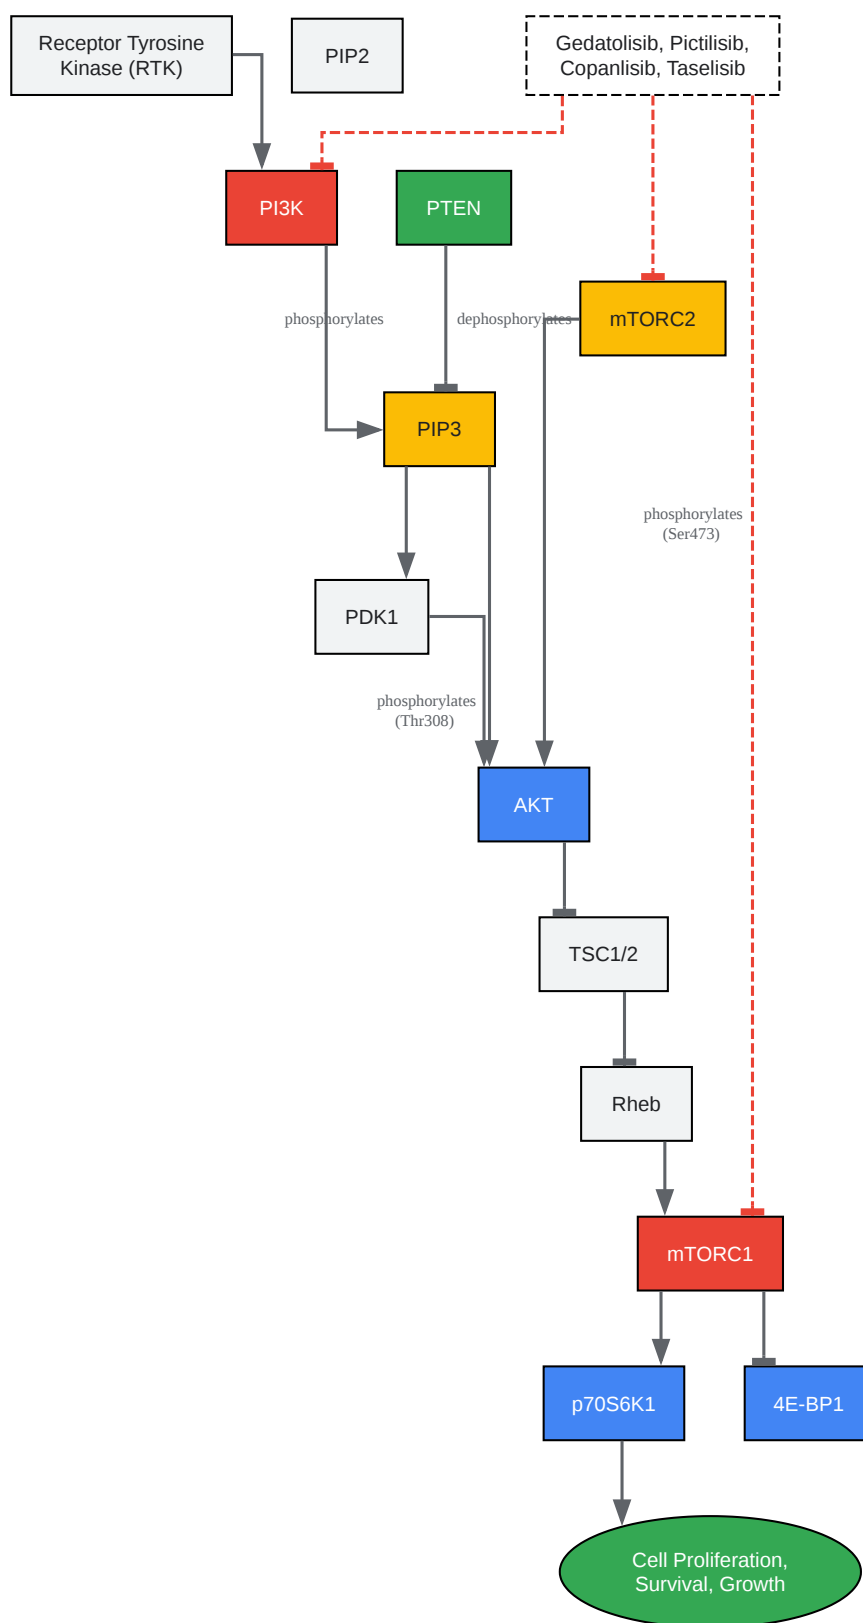 Receptor Tyrosine
Kinase (RTK)
PIP2
Gedatolisib, Pictilisib,
Copanlisib, Taselisib
PI3K
PTEN
phosphorylates
dephosphorylates
mTORC2
PIP3
phosphorylates
(Ser473)
PDK1
phosphorylates
(Thr308)
AKT
TSC1/2
Rheb
mTORC1
p70S6K1
4E-BP1
Cell Proliferation,
Survival, Growth